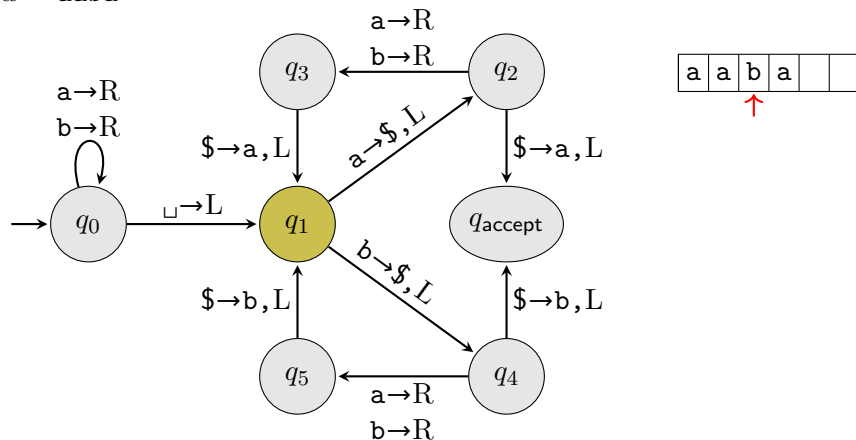 a→R
b→R
q₃
q₂
a a b a
a→R
b→R
$→a,L
a→$,L
$→a,L
q₀
␣→L
q₁
q_accept
$→b,L
b→$,L
$→b,L
q₅
q₄
a→R
b→R